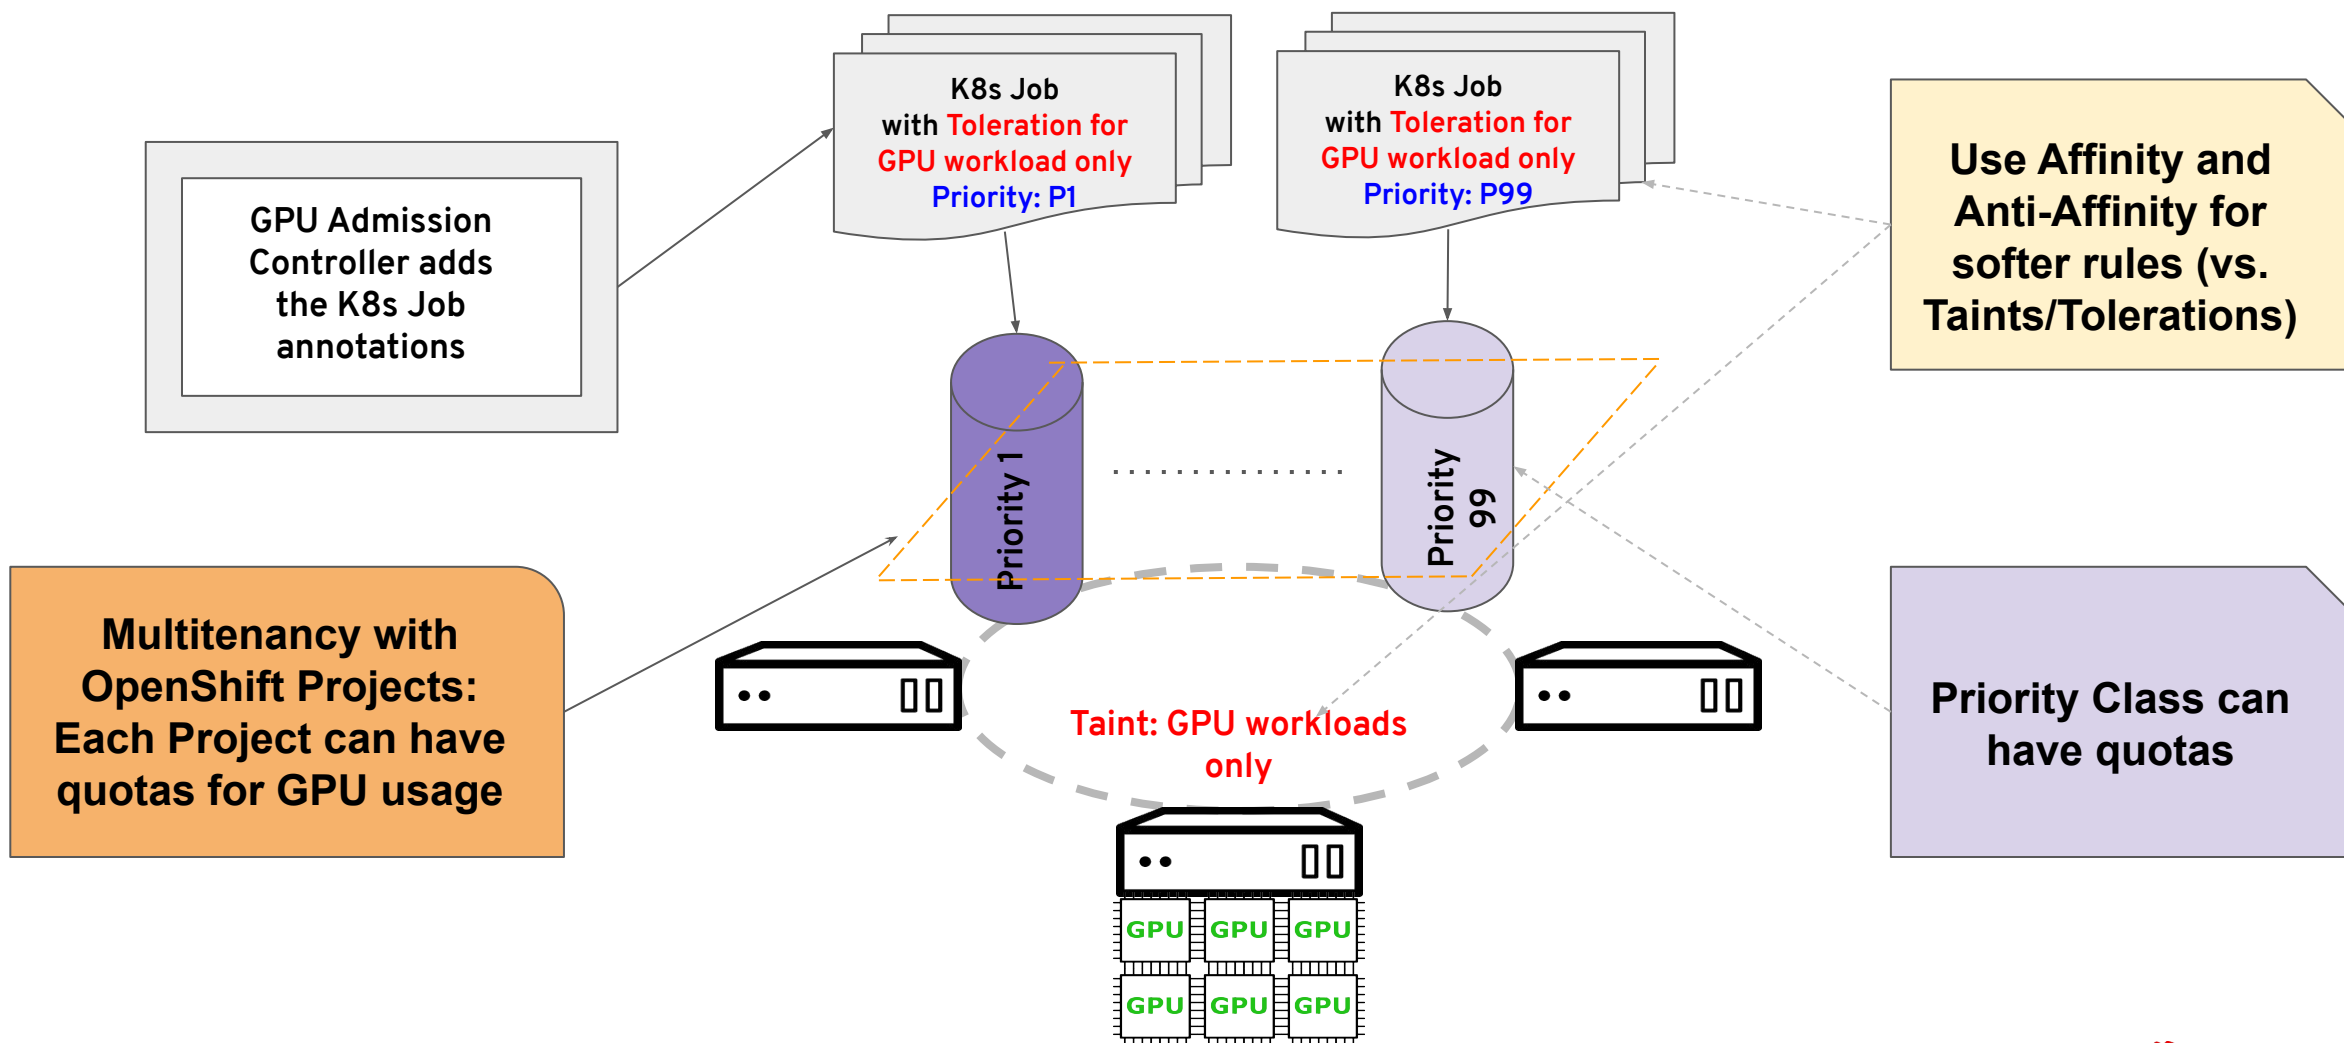 K8s Job
with Toleration for
GPU workload only
Priority: P1
K8s Job
with Toleration for
GPU workload only
Priority: P99
GPU Admission
Controller adds
the K8s Job
annotations
Use Affinity and
Anti-Affinity for
softer rules (vs.
Taints/Tolerations)
Priority 1
Priority
99
Multitenancy with
OpenShift Projects:
Each Project can have
quotas for GPU usage
Taint: GPU workloads
only
Priority Class can
have quotas
GPU GPU GPU
GPU GPU GPU